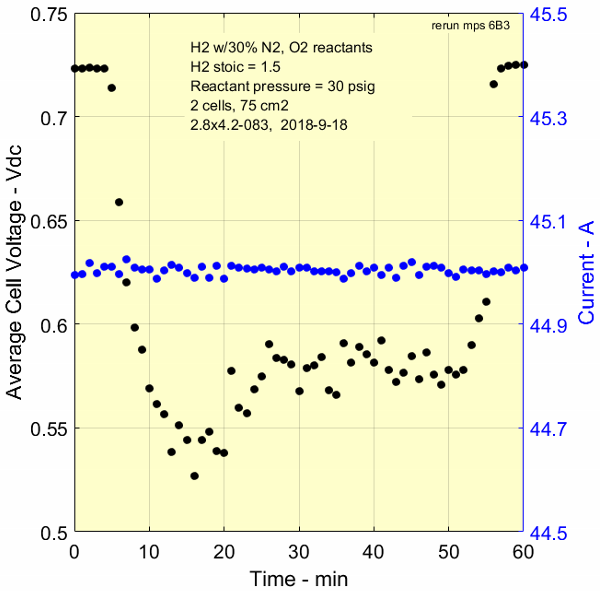 rerun mps 6B3
H2 w/30% N2, O2 reactants
H2 stoic = 1.5
Reactant pressure = 30 psig
2 cells, 75 cm2
2.8x4.2-083, 2018-9-18
Average Cell Voltage - Vdc
0.75
0.7
0.65
0.6
0.55
0.5
45.5
45.3
45.1
44.9
44.7
44.5
Current - A
0 10 20 30 40 50 60
Time - min